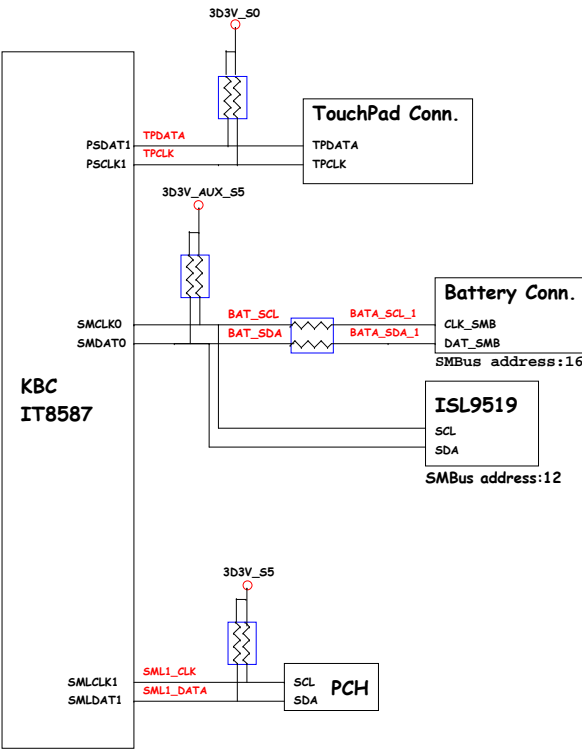 3D3V_S0
TouchPad Conn.
PSDAT1 TPDATA TPDATA
PSCLK1 TPCLK TPCLK
3D3V_AUX_S5
Battery Conn.
SMCLK0 BAT_SCL BATA_SCL_1 CLK_SMB
SMDAT0 BAT_SDA BATA_SDA_1 DAT_SMB
SMBus address:16
KBC
IT8587
ISL9519
SCL
SDA
SMBus address:12
3D3V_S5
SMLCLK1 SML1_CLK SCL
SMLDAT1 SML1_DATA SDA
PCH